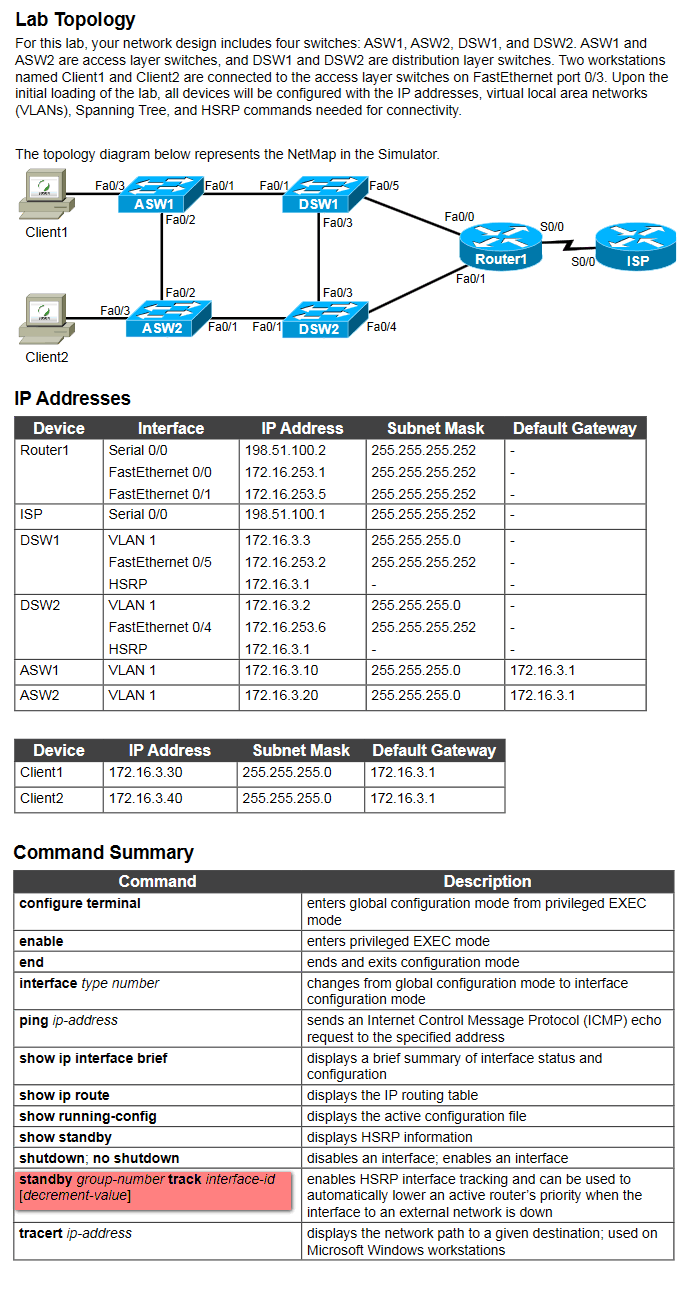 Lab Topology
For this lab, your network design includes four switches: ASW1, ASW2, DSW1, and DSW2. ASW1 and
ASW2 are access layer switches, and DSW1 and DSW2 are distribution layer switches. Two workstations
named Client1 and Client2 are connected to the access layer switches on FastEthernet port 0/3. Upon the
initial loading of the lab, all devices will be configured with the IP addresses, virtual local area networks
(VLANs), Spanning Tree, and HSRP commands needed for connectivity.
The topology diagram below represents the NetMap in the Simulator.
Fa0/3 Fa0/1 Fa0/1 Fa0/5
ASW1 DSW1
Fa0/2 Fa0/3 Fa0/0
Client1 S0/0
Router1 S0/0 ISP
Fa0/1
Fa0/2 Fa0/3
Fa0/3
ASW2 Fa0/1 Fa0/1 DSW2 Fa0/4
Client2
IP Addresses
Device Interface IP Address Subnet Mask Default Gateway
Router1 Serial 0/0 198.51.100.2 255.255.255.252 -
FastEthernet 0/0 172.16.253.1 255.255.255.252 -
FastEthernet 0/1 172.16.253.5 255.255.255.252 -
ISP Serial 0/0 198.51.100.1 255.255.255.252 -
DSW1 VLAN 1 172.16.3.3 255.255.255.0 -
FastEthernet 0/5 172.16.253.2 255.255.255.252 -
HSRP 172.16.3.1 - -
DSW2 VLAN 1 172.16.3.2 255.255.255.0 -
FastEthernet 0/4 172.16.253.6 255.255.255.252 -
HSRP 172.16.3.1 - -
ASW1 VLAN 1 172.16.3.10 255.255.255.0 172.16.3.1
ASW2 VLAN 1 172.16.3.20 255.255.255.0 172.16.3.1
Device IP Address Subnet Mask Default Gateway
Client1 172.16.3.30 255.255.255.0 172.16.3.1
Client2 172.16.3.40 255.255.255.0 172.16.3.1
Command Summary
Command Description
configure terminal enters global configuration mode from privileged EXEC
mode
enable enters privileged EXEC mode
end ends and exits configuration mode
interface type number changes from global configuration mode to interface
configuration mode
ping ip-address sends an Internet Control Message Protocol (ICMP) echo
request to the specified address
show ip interface brief displays a brief summary of interface status and
configuration
show ip route displays the IP routing table
show running-config displays the active configuration file
show standby displays HSRP information
shutdown; no shutdown disables an interface; enables an interface
standby group-number track interface-id enables HSRP interface tracking and can be used to
[decrement-value] automatically lower an active router's priority when the
interface to an external network is down
tracert ip-address displays the network path to a given destination; used on
Microsoft Windows workstations